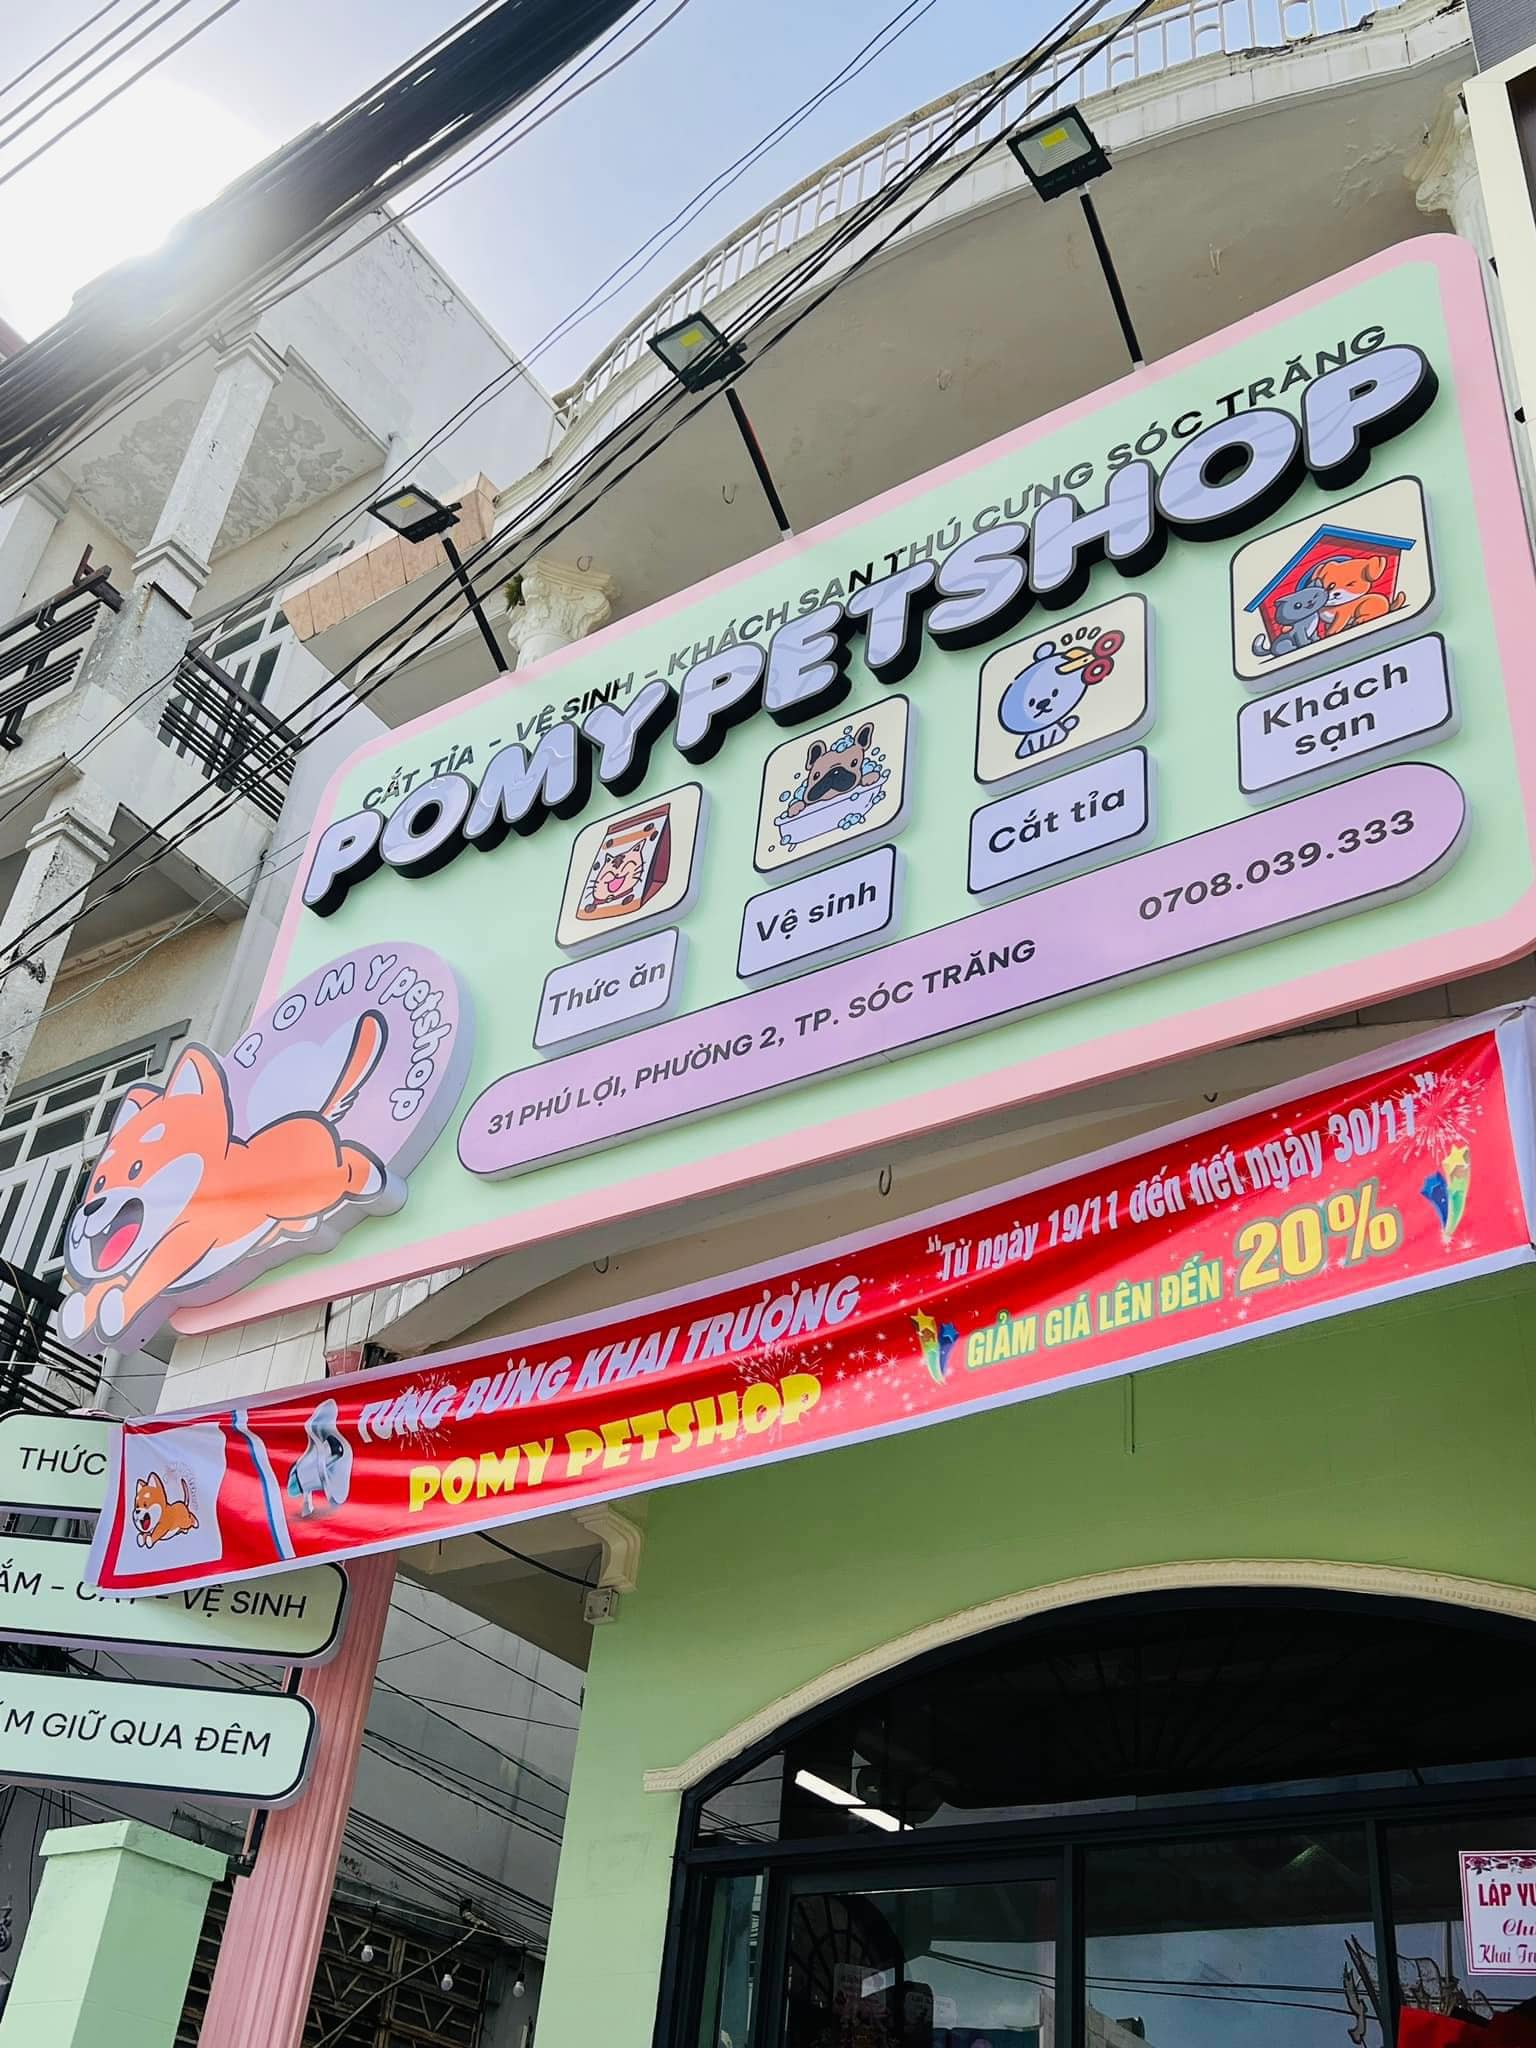 CẮT TỈA - VỆ SINH - KHÁCH SẠN THÚ CƯNG SÓC TRĂNG
POMY PETSHOP
Thức ăn
Vệ sinh
Cắt tỉa
Khách
sạn
POMY petshop
31 PHÚ LỢI, PHƯỜNG 2, TP. SÓC TRĂNG
0708.039.333
TƯNG BỪNG KHAI TRƯƠNG
POMY PETSHOP
"Từ ngày 19/11 đến hết ngày 30/11"
GIẢM GIÁ LÊN ĐẾN 20%
THỨC
VỆ SINH
GIỮ QUA ĐÊM
LÁP
Khai